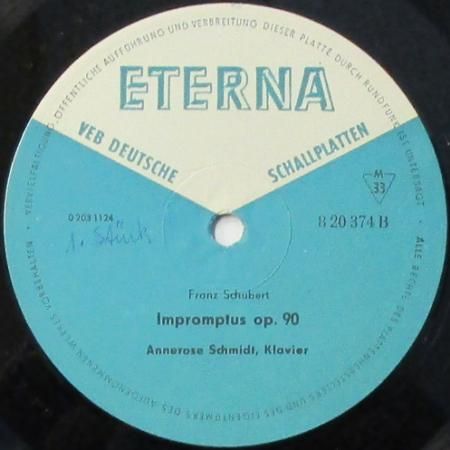 VERVIELFÄLTIGUNG, ÖFFENTLICHE AUFFÜHRUNG UND VERBREITUNG DIESER PLATTE DURCH RUNDFUNK IST UNTERSAGT · ALLE RECHTE DES PLATTENHERSTELLERS UND DES EIGENTÜMERS DES AUFGENOMMENEN WERKES VORBEHALTEN ·
ETERNA
VEB DEUTSCHE SCHALLPLATTEN
M
33
0 203 1124
8 20 374 B
1. Stück
Franz Schubert
Impromptus op. 90
Annerose Schmidt, Klavier